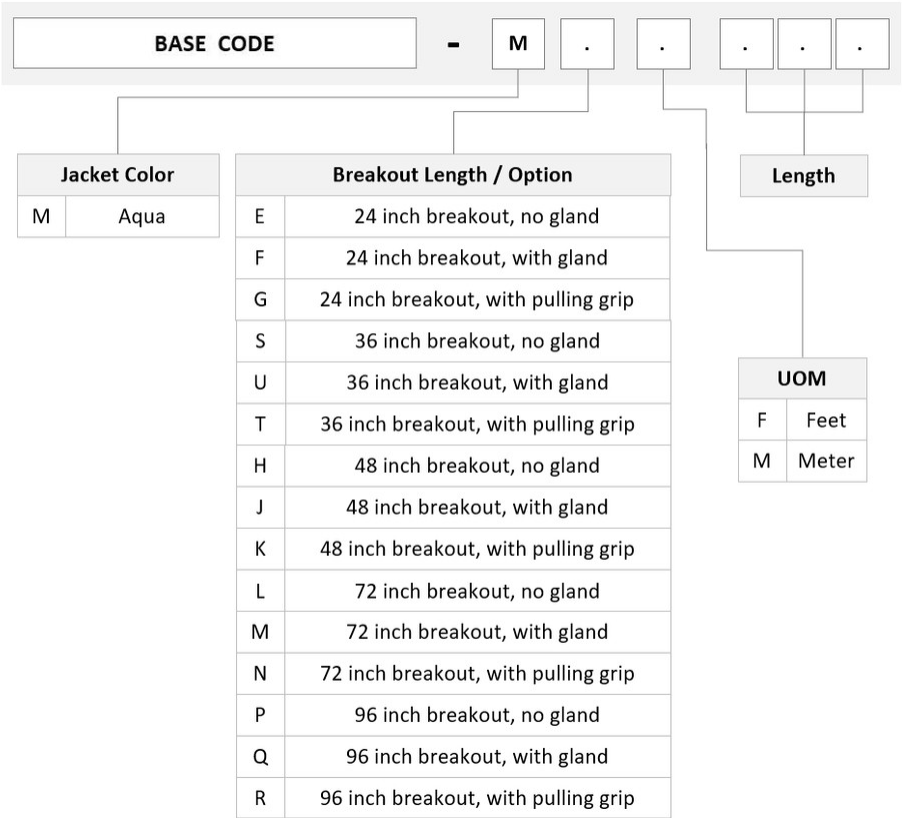 BASE CODE - M . . . . .
Jacket Color
M Aqua
Breakout Length / Option
E 24 inch breakout, no gland
F 24 inch breakout, with gland
G 24 inch breakout, with pulling grip
S 36 inch breakout, no gland
U 36 inch breakout, with gland
T 36 inch breakout, with pulling grip
H 48 inch breakout, no gland
J 48 inch breakout, with gland
K 48 inch breakout, with pulling grip
L 72 inch breakout, no gland
M 72 inch breakout, with gland
N 72 inch breakout, with pulling grip
P 96 inch breakout, no gland
Q 96 inch breakout, with gland
R 96 inch breakout, with pulling grip
Length
UOM
F Feet
M Meter